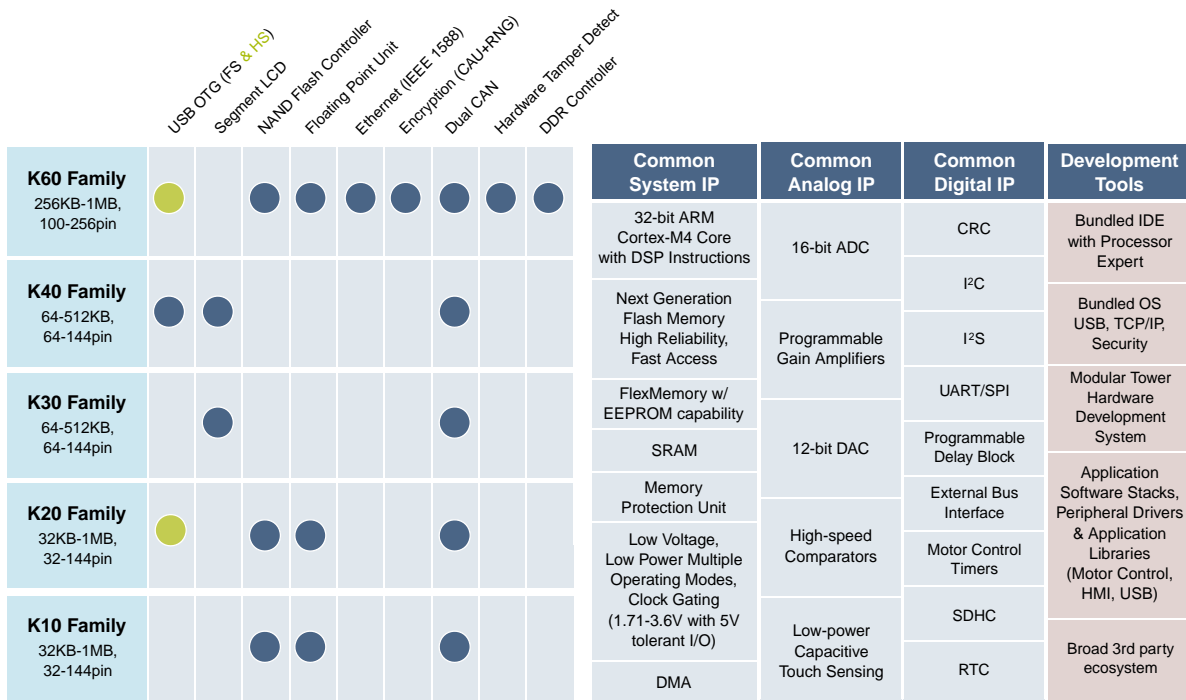 USB OTG (FS & HS)
Segment LCD
NAND Flash Controller
Floating Point Unit
Ethernet (IEEE 1588)
Encryption (CAU+RNG)
Dual CAN
Hardware Tamper Detect
DDR Controller
K60 Family
256KB-1MB,
100-256pin
K40 Family
64-512KB,
64-144pin
K30 Family
64-512KB,
64-144pin
K20 Family
32KB-1MB,
32-144pin
K10 Family
32KB-1MB,
32-144pin
Common
System IP
32-bit ARM
Cortex-M4 Core
with DSP Instructions
Next Generation
Flash Memory
High Reliability,
Fast Access
FlexMemory w/
EEPROM capability
SRAM
Memory
Protection Unit
Low Voltage,
Low Power Multiple
Operating Modes,
Clock Gating
(1.71-3.6V with 5V
tolerant I/O)
DMA
Common
Analog IP
16-bit ADC
Programmable
Gain Amplifiers
12-bit DAC
High-speed
Comparators
Low-power
Capacitive
Touch Sensing
Common
Digital IP
CRC
I²C
I²S
UART/SPI
Programmable
Delay Block
External Bus
Interface
Motor Control
Timers
SDHC
RTC
Development
Tools
Bundled IDE
with Processor
Expert
Bundled OS
USB, TCP/IP,
Security
Modular Tower
Hardware
Development
System
Application
Software Stacks,
Peripheral Drivers
& Application
Libraries
(Motor Control,
HMI, USB)
Broad 3rd party
ecosystem